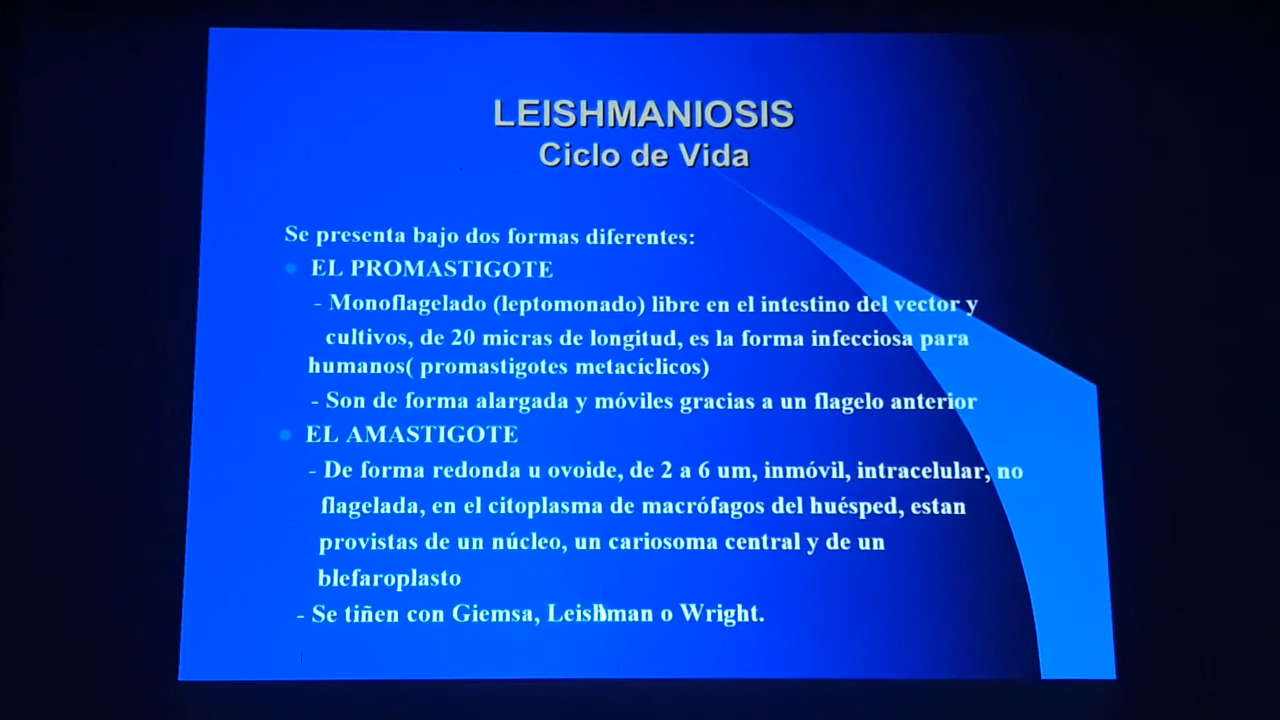 LEISHMANIOSIS
Ciclo de Vida
Se presenta bajo dos formas diferentes:
EL PROMASTIGOTE
- Monoflagelado (leptomonado) libre en el intestino del vector y
cultivos, de 20 micras de longitud, es la forma infecciosa para
humanos( promastigotes metacíclicos)
- Son de forma alargada y móviles gracias a un flagelo anterior
EL AMASTIGOTE
- De forma redonda u ovoide, de 2 a 6 um, inmóvil, intracelular, no
flagelada, en el citoplasma de macrófagos del huésped, estan
provistas de un núcleo, un cariosoma central y de un
blefaroplasto
- Se tiñen con Giemsa, Leishman o Wright.